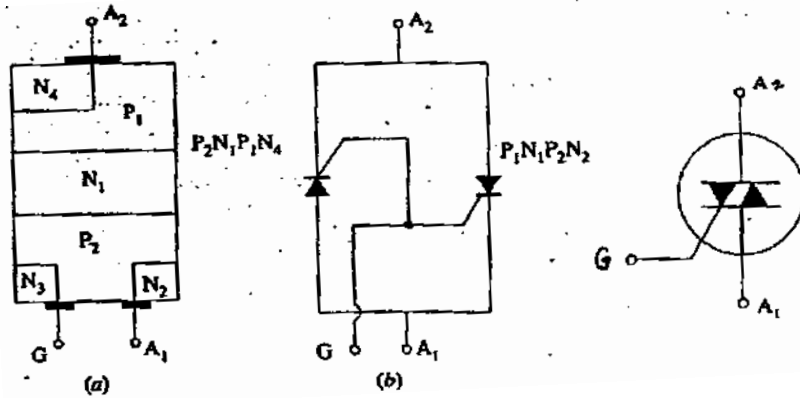 A₂
N₄
P₁
N₁
P₂
N₃
N₂
G
A₁
(a)
A₂
P₂N₁P₁N₄
P₁N₁P₂N₂
G
A₁
(b)
A₂
G
A₁